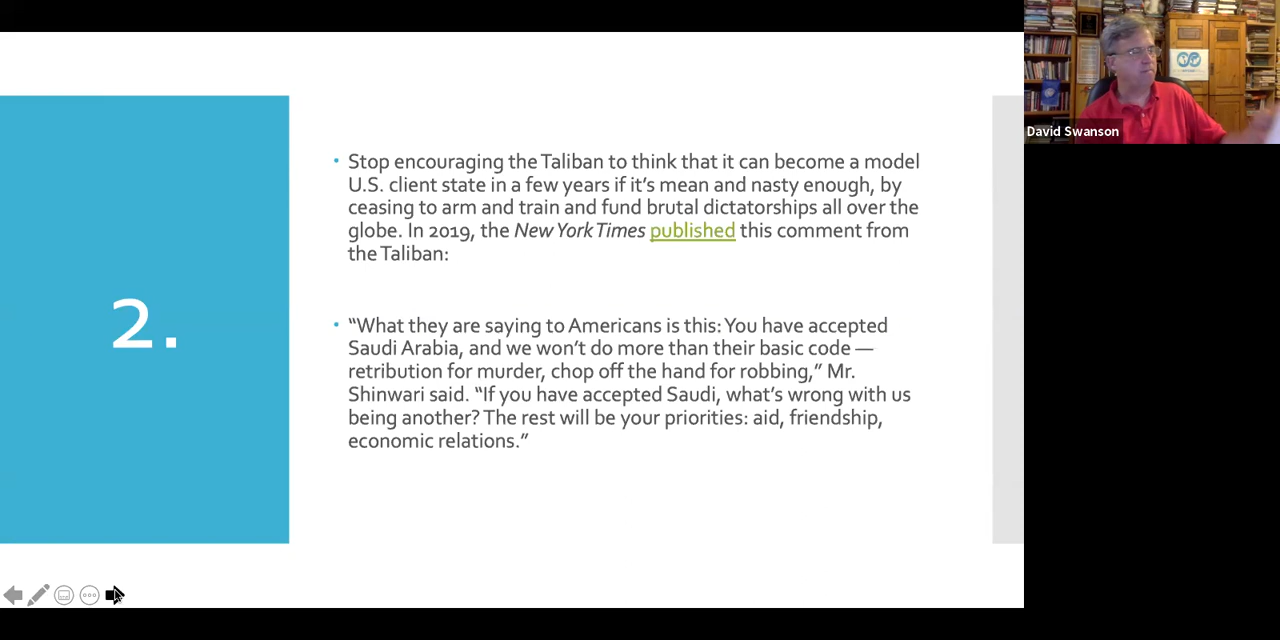 2.
• Stop encouraging the Taliban to think that it can become a model
U.S. client state in a few years if it's mean and nasty enough, by
ceasing to arm and train and fund brutal dictatorships all over the
globe. In 2019, the New York Times published this comment from
the Taliban:
• “What they are saying to Americans is this: You have accepted
Saudi Arabia, and we won’t do more than their basic code —
retribution for murder, chop off the hand for robbing,” Mr.
Shinwari said. “If you have accepted Saudi, what’s wrong with us
being another? The rest will be your priorities: aid, friendship,
economic relations.”
David Swanson